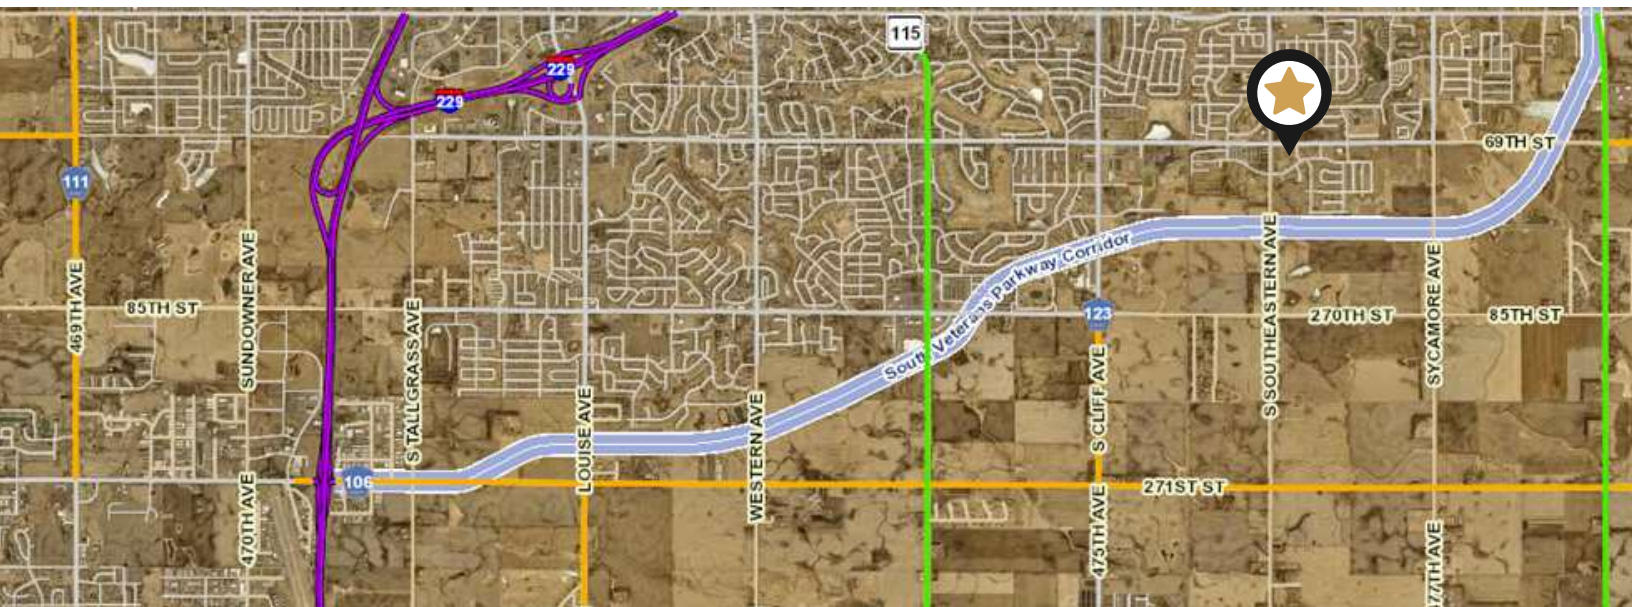 115
229
229
69TH ST
111
South Veterans Parkway Corridor
469TH AVE
SUNDOWNER AVE
S TALLGRASS AVE
S SOUTHEASTERN AVE
SYCAMORE AVE
85TH ST
123
270TH ST
85TH ST
S CLIFF AVE
LOUISE AVE
WESTERN AVE
106
271ST ST
470TH AVE
475TH AVE
77TH AVE